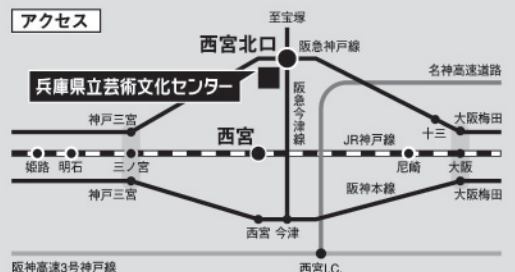 アクセス
至宝塚
西宮北口
阪急神戸線
名神高速道路
兵庫県立芸術文化センター
阪急今津線
神戸三宮
西宮
JR神戸線
十三
大阪梅田
姫路
明石
三ノ宮
尼崎
大阪
神戸三宮
阪神本線
大阪梅田
西宮
今津
阪神高速3号神戸線
西宮I.C.